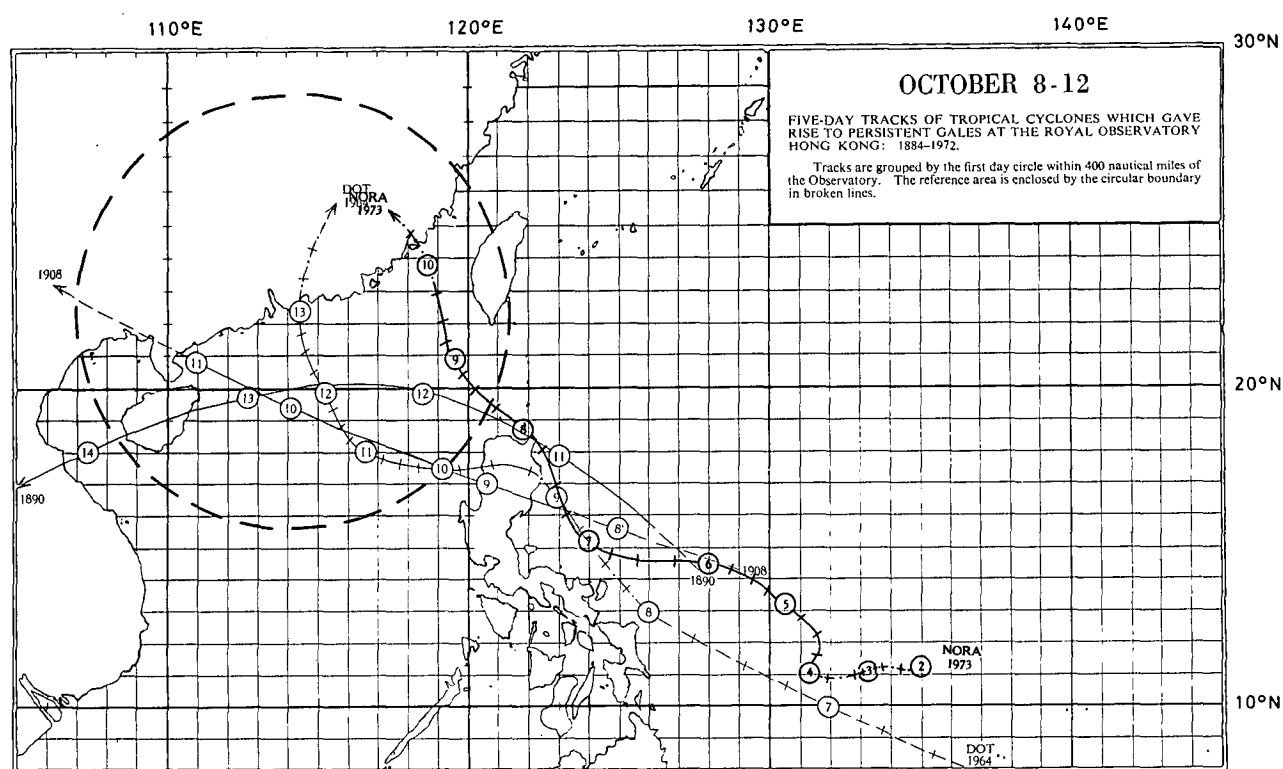 110°E 120°E 130°E 140°E
30°N
OCTOBER 8-12
FIVE-DAY TRACKS OF TROPICAL CYCLONES WHICH GAVE
RISE TO PERSISTENT GALES AT THE ROYAL OBSERVATORY
HONG KONG: 1884–1972.
Tracks are grouped by the first day circle within 400 nautical miles of
the Observatory. The reference area is enclosed by the circular boundary
in broken lines.
DOT
NORA
1973
10
1908
13
11
9
20°N
12
12
13
10
8
11
11
10
14
9
9
1890
8
7
6
1908
1890
5
8
NORA
1973
4
3
2
10°N
7
DOT
1964